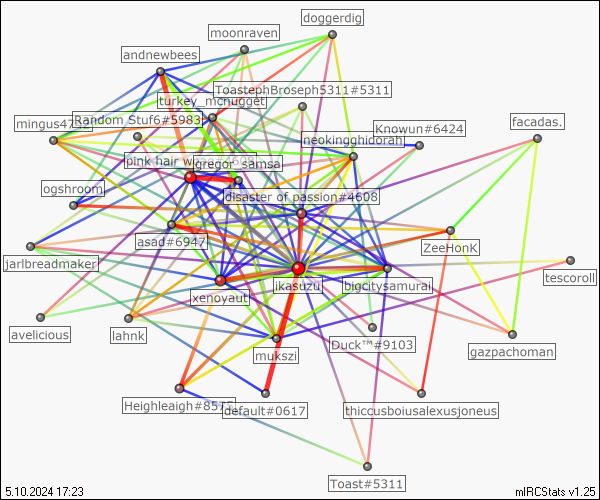 doggerdig
moonraven
andnewbees
ToastephBroseph5311#5311
turkey_mcnugget
mingus4
Random Stuf6#5983
Knowun#6424
facadas.
neokingghidorah
pink hair
gregor_samsa
ogshroom
disaster of passion#4608
asad#6947
ZeeHonK
jarlbreadmaker
tescoroll
ikasuzu
bigcitysamurai
xenoyaut
avelicious
lahnk
Duck™#9103
mukszi
gazpachoman
Heighleaigh#8575
default#0617
thiccusboiusalexusjoneus
Toast#5311
5.10.2024 17:23
mIRCStats v1.25